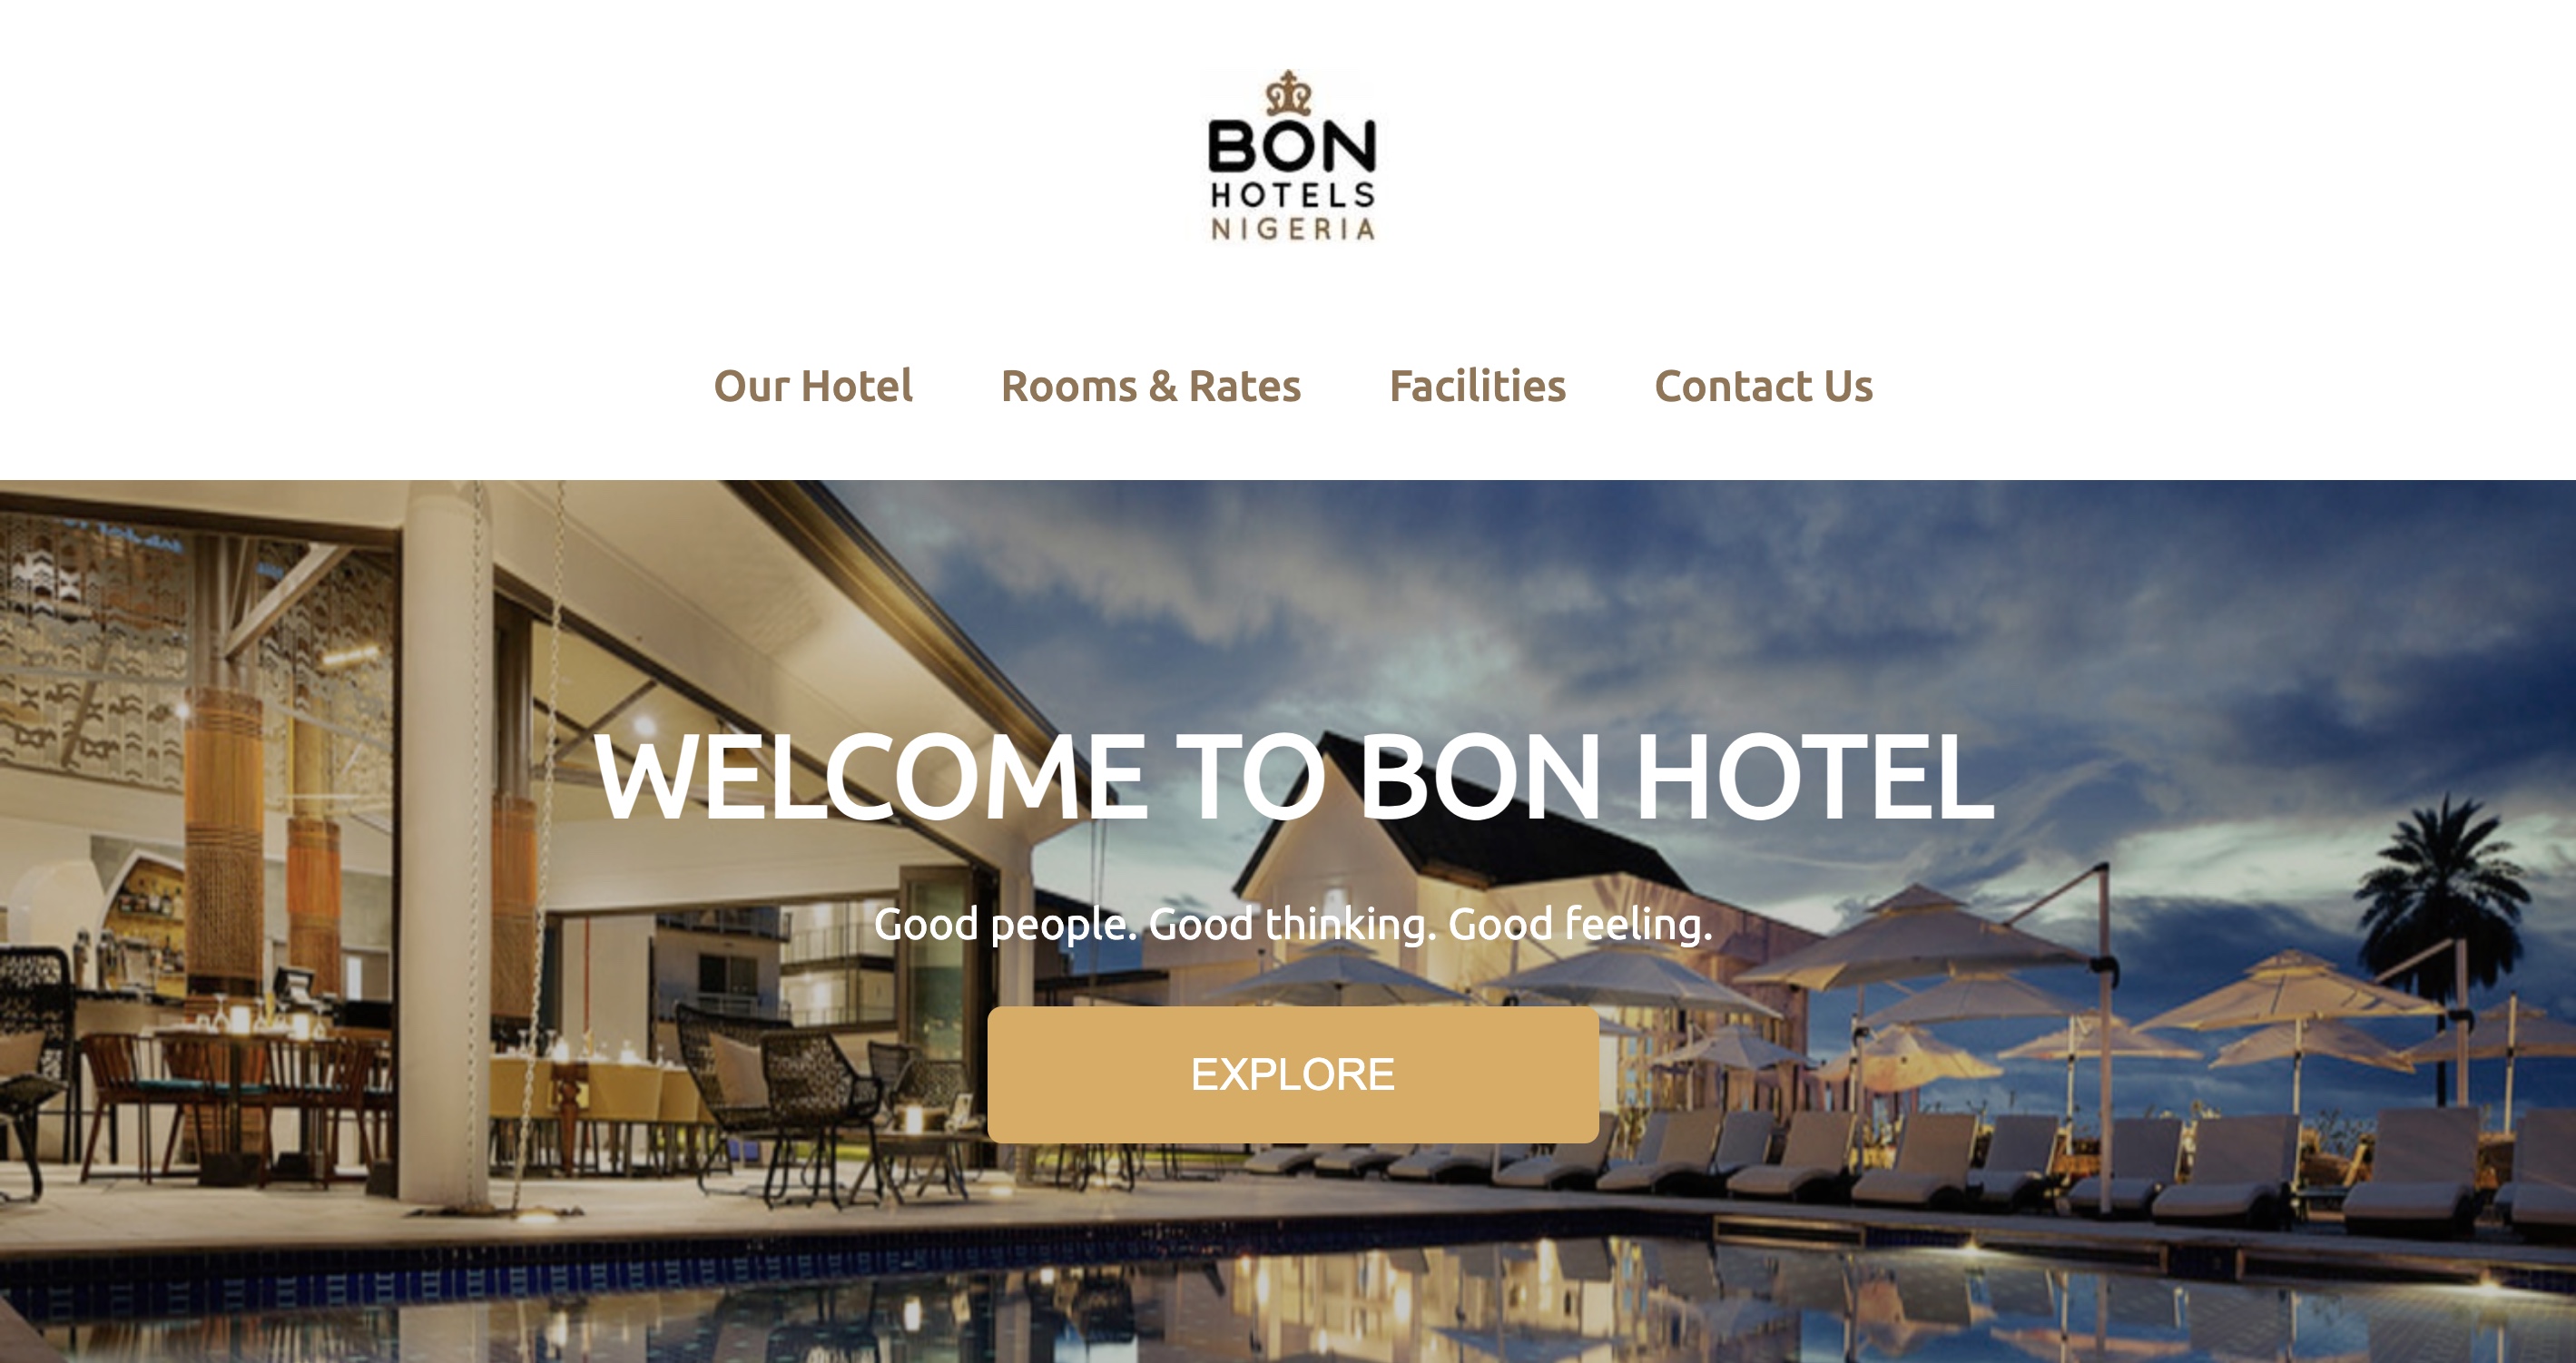 BON
HOTELS
NIGERIA
Our Hotel Rooms & Rates Facilities Contact Us
WELCOME TO BON HOTEL
Good people. Good thinking. Good feeling.
EXPLORE